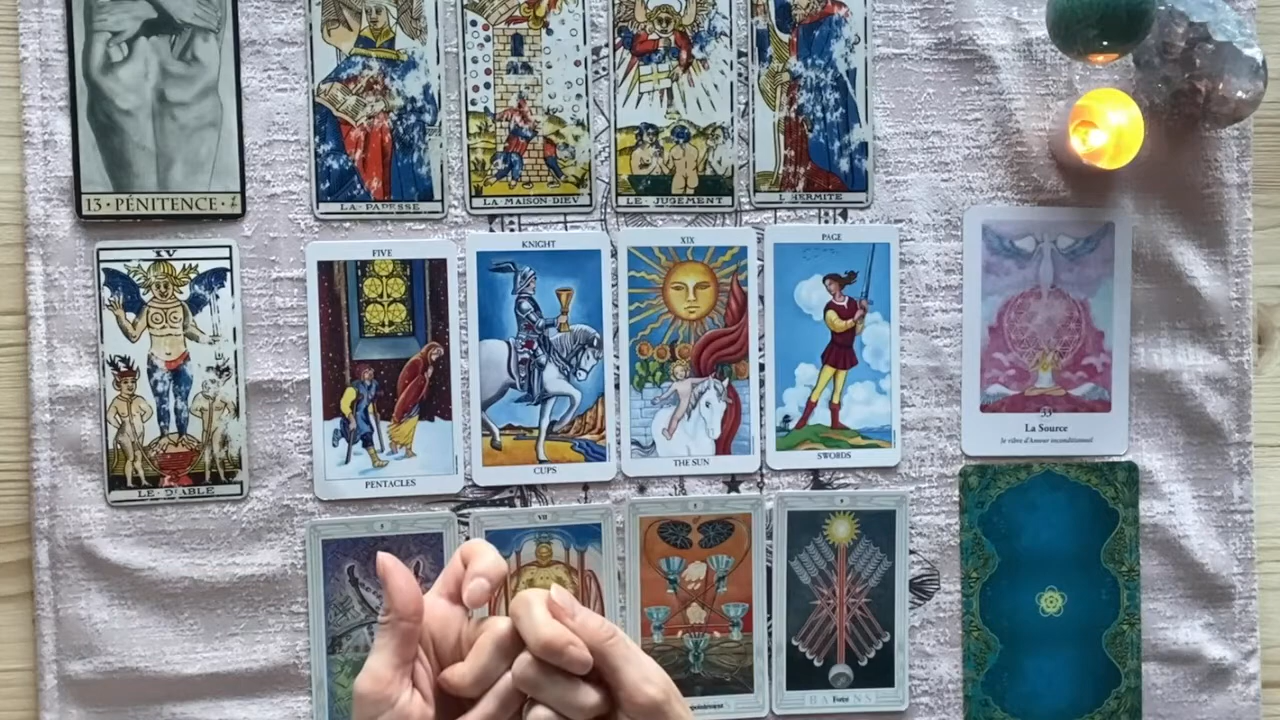 13 · PÉNITENCE ·
LA·PAPESSE
LA·MAISON·DIEV
LE·JUGEMENT
L'HERMITE
LE·DIABLE
FIVE
PENTACLES
KNIGHT
CUPS
XIX
THE SUN
PAGE
SWORDS
33
La Source
Je vibre d'Amour inconditionnel
VII
Force